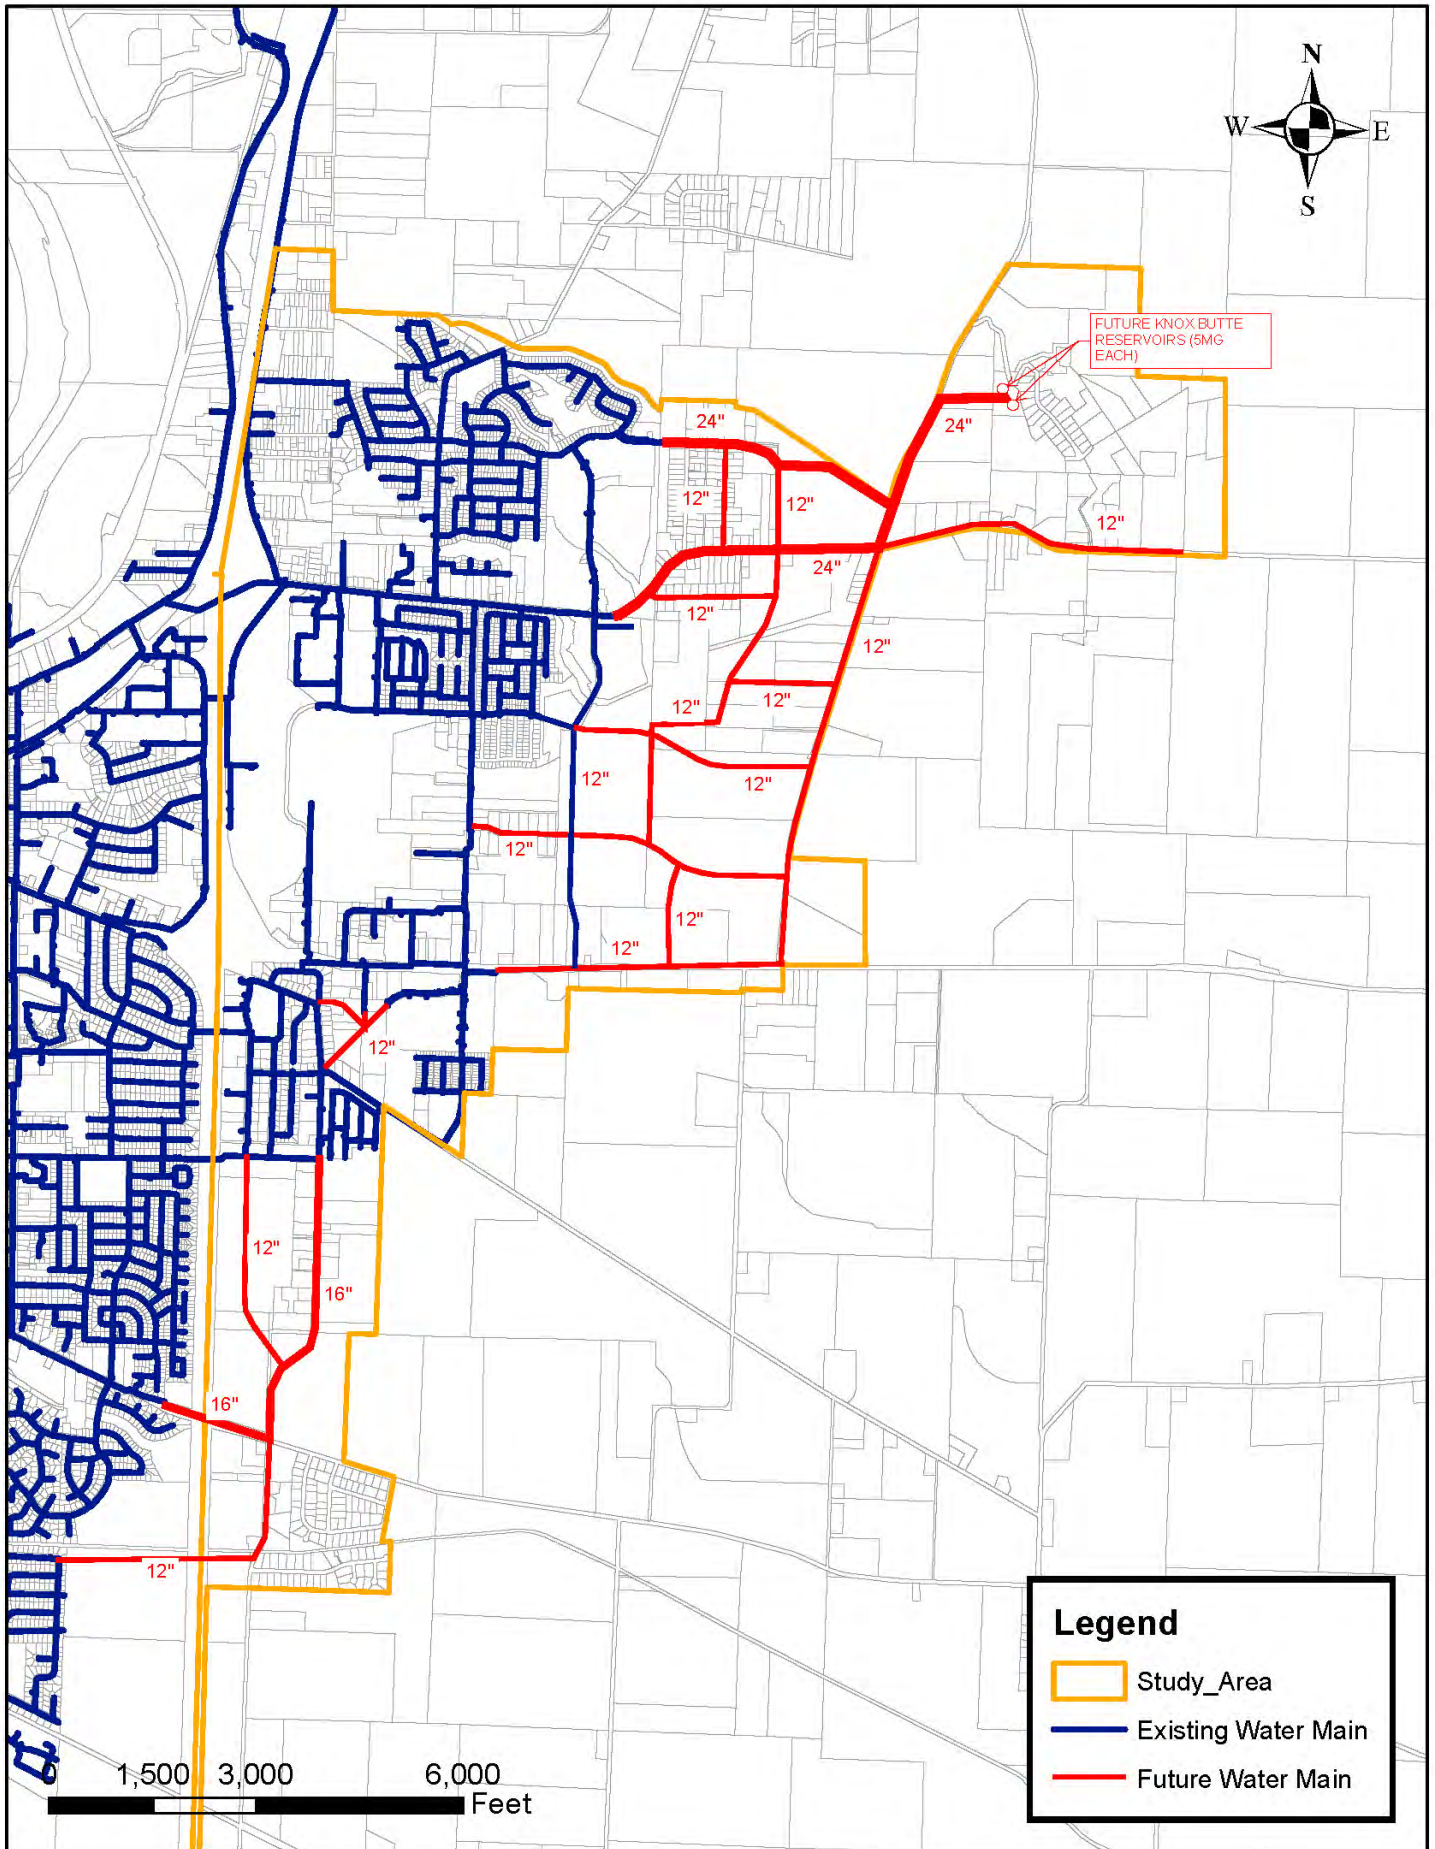 N
W E
S
FUTURE KNOX BUTTE
RESERVOIRS (5MG
EACH)
24"
24"
12"
12"
12"
24"
12"
12"
12"
12"
12"
12"
12"
12"
12"
12"
12"
16"
16"
12"
Legend
Study_Area
Existing Water Main
Future Water Main
0 1,500 3,000 6,000
Feet